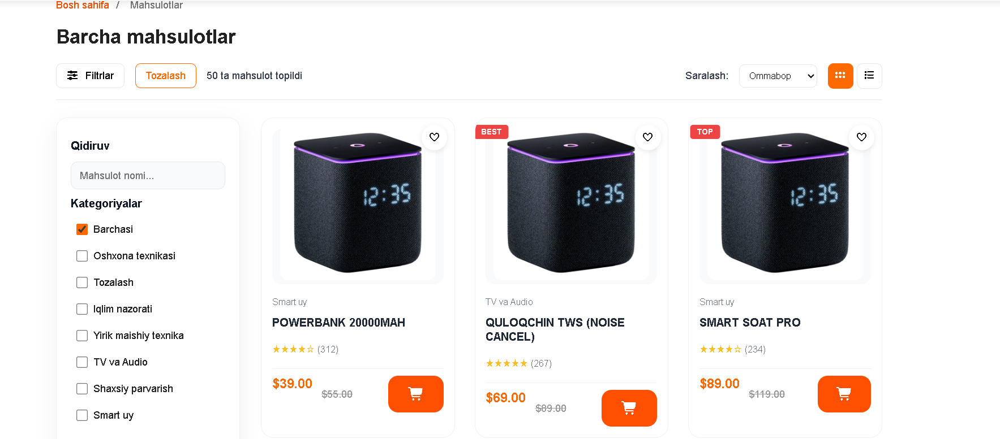 Bosh sahifa / Mahsulotlar
Barcha mahsulotlar
Filtrlar Tozalash 50 ta mahsulot topildi Saralash: Ommabop
Qidiruv
Mahsulot nomi...
Kategoriyalar
Barchasi
Oshxona texnikasi
Tozalash
Iqlim nazorati
Yirik maishiy texnika
TV va Audio
Shaxsiy parvarish
Smart uy
12:35
Smart uy
POWERBANK 20000MAH
★★★★☆ (312)
$39.00 $55.00
BEST
12:35
TV va Audio
QULOQCHIN TWS (NOISE
CANCEL)
★★★★★ (267)
$69.00 $89.00
TOP
12:35
Smart uy
SMART SOAT PRO
★★★★☆ (234)
$89.00 $119.00